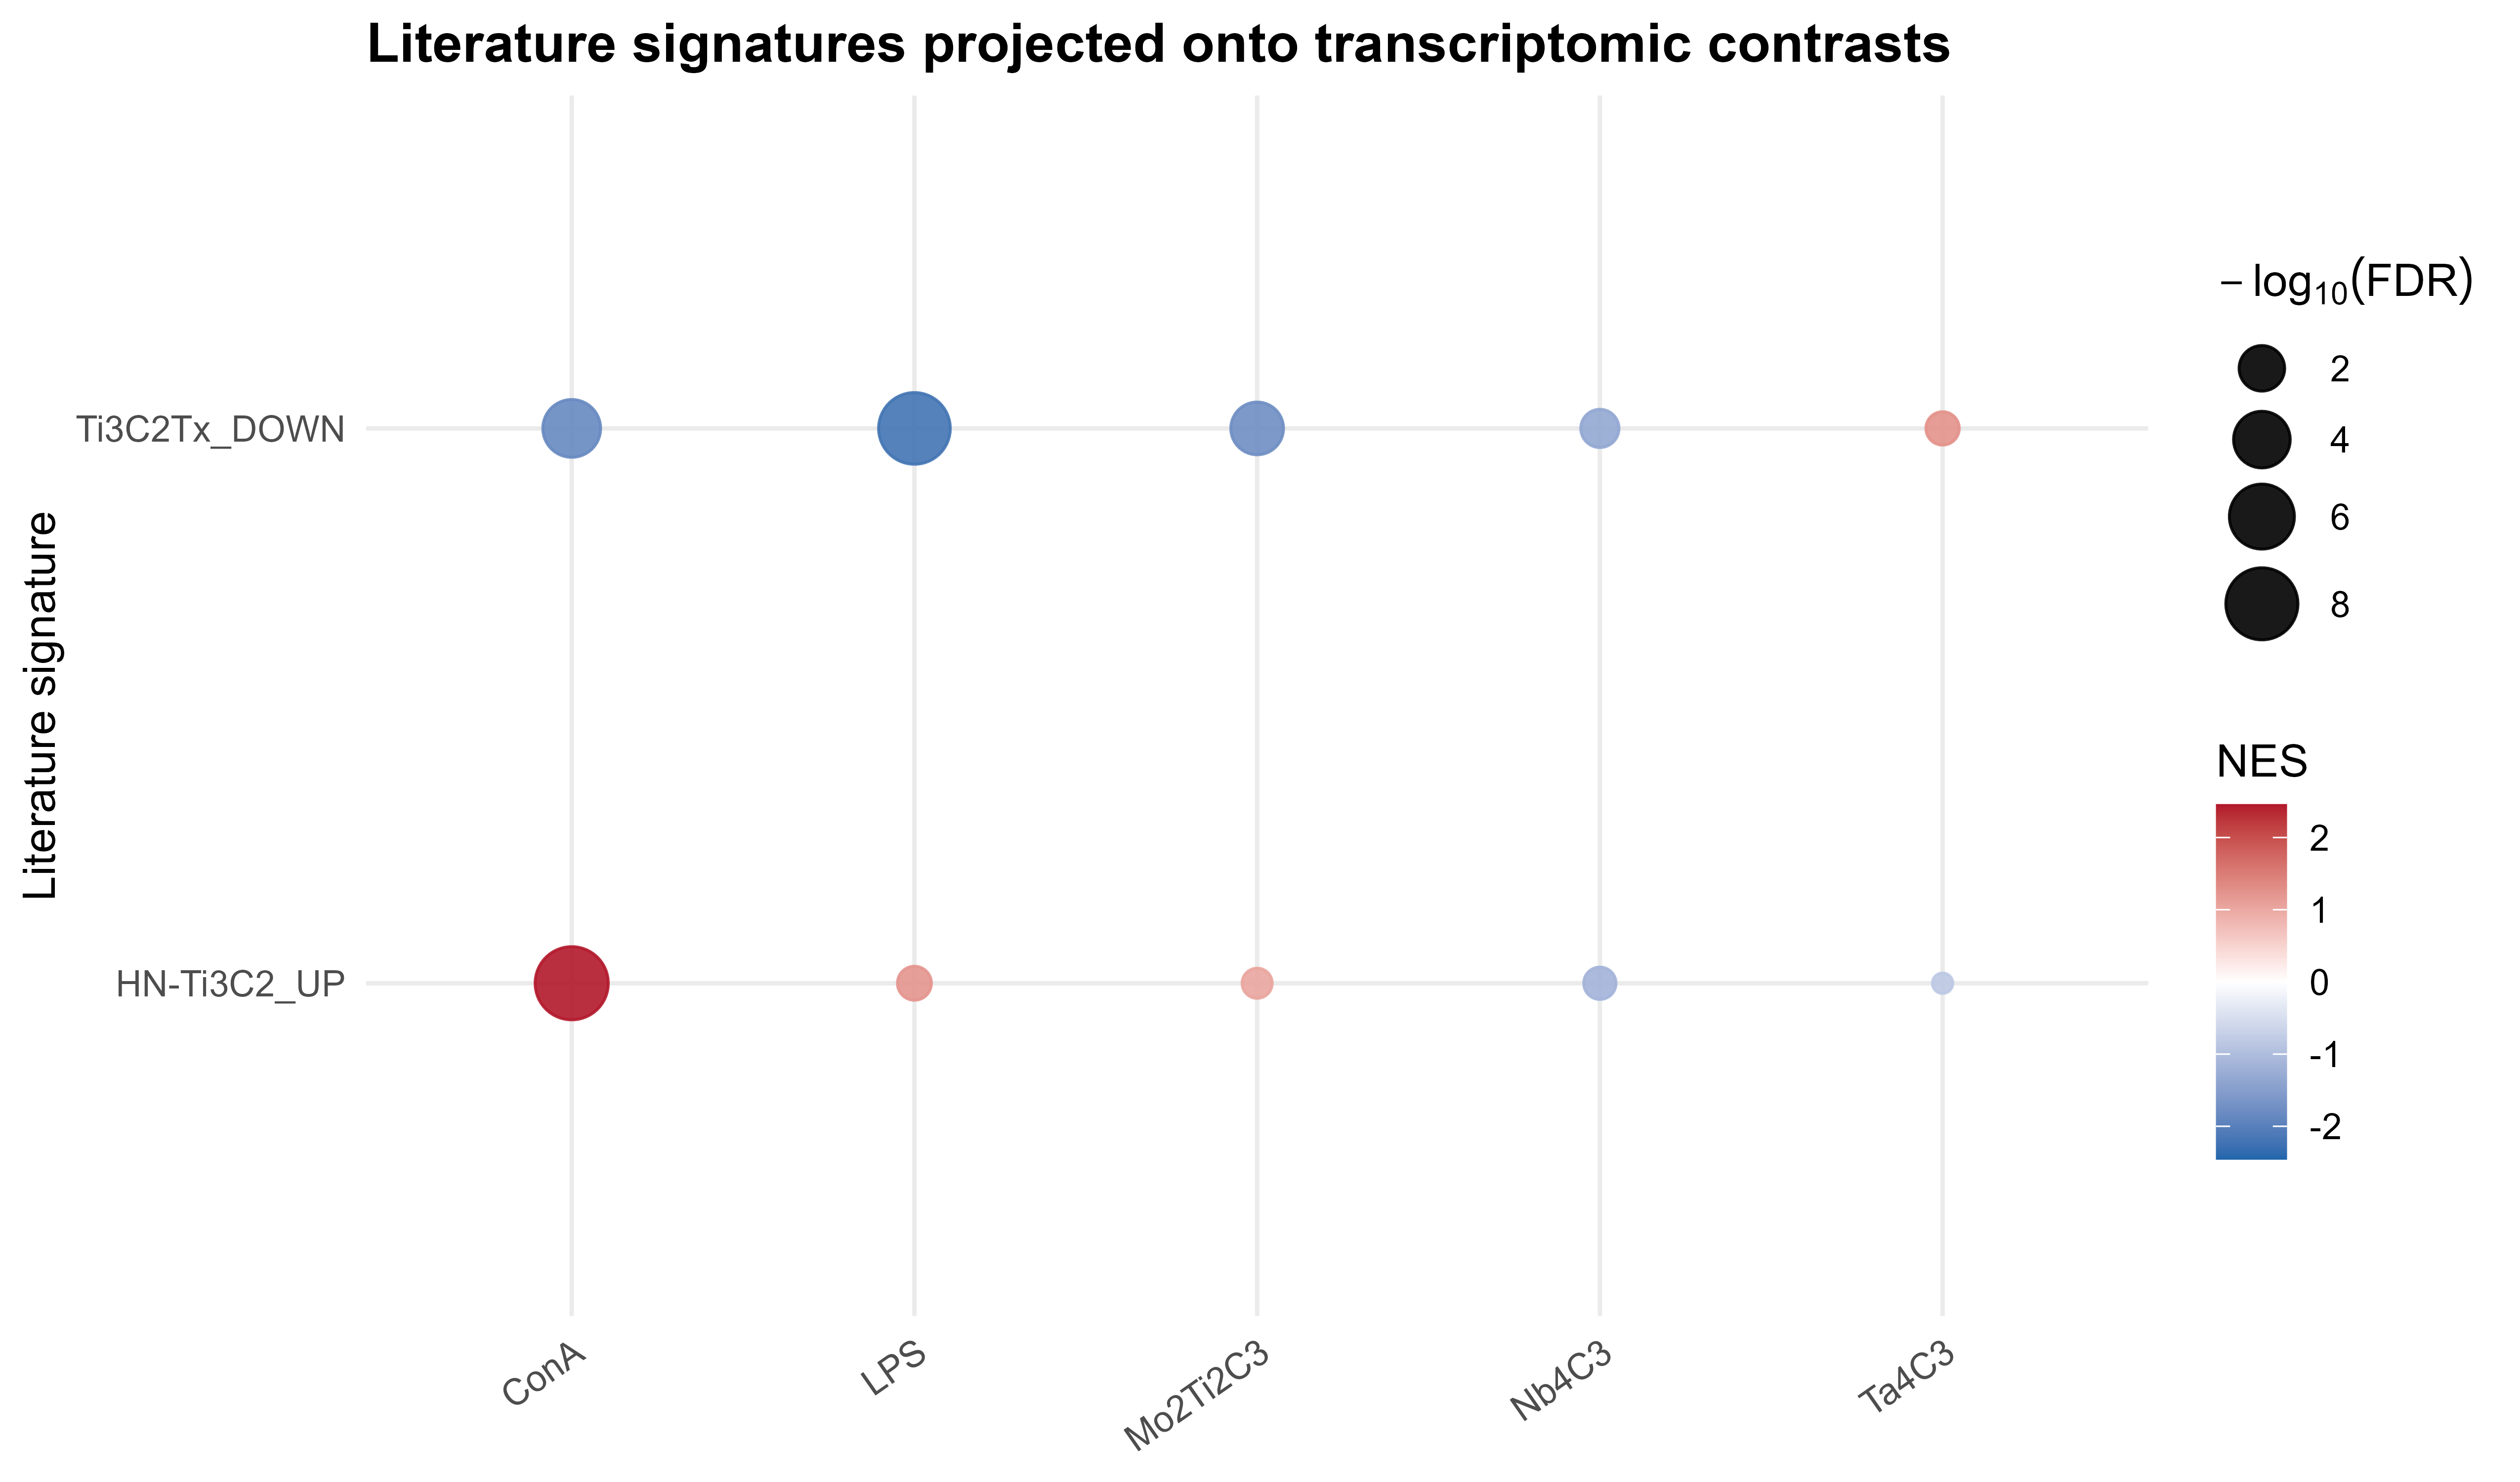 Literature signatures projected onto transcriptomic contrasts
Literature signature
Ti3C2Tx_DOWN
HN-Ti3C2_UP
ConA
LPS
Mo2Ti2C3
Nb4C3
Ta4C3
− log₁₀(FDR)
2
4
6
8
NES
2
1
0
-1
-2